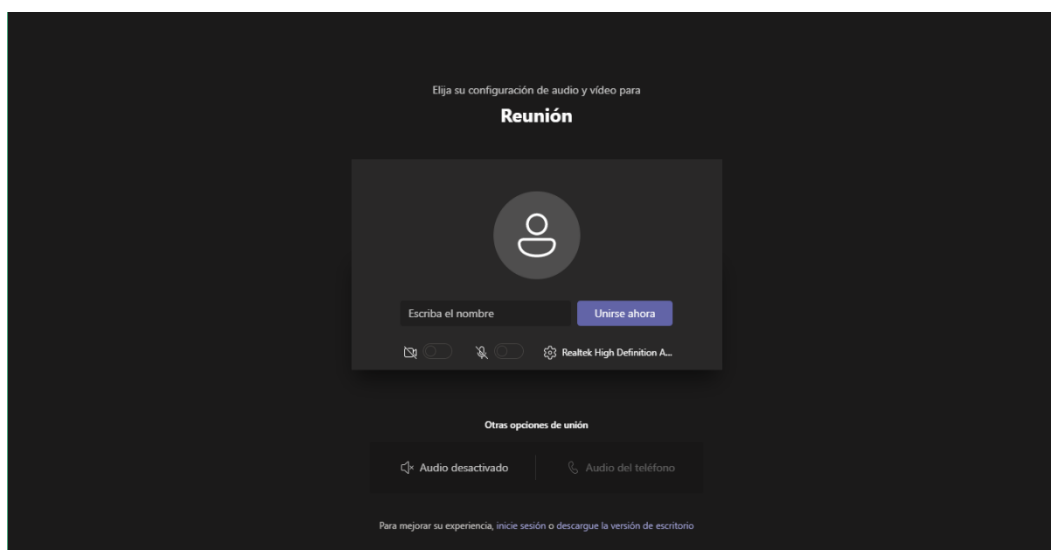 Elija su configuración de audio y vídeo para
Reunión
Escriba el nombre
Unirse ahora
Realtek High Definition A...
Otras opciones de unión
Audio desactivado
Audio del teléfono
Para mejorar su experiencia, inicie sesión o descargue la versión de escritorio